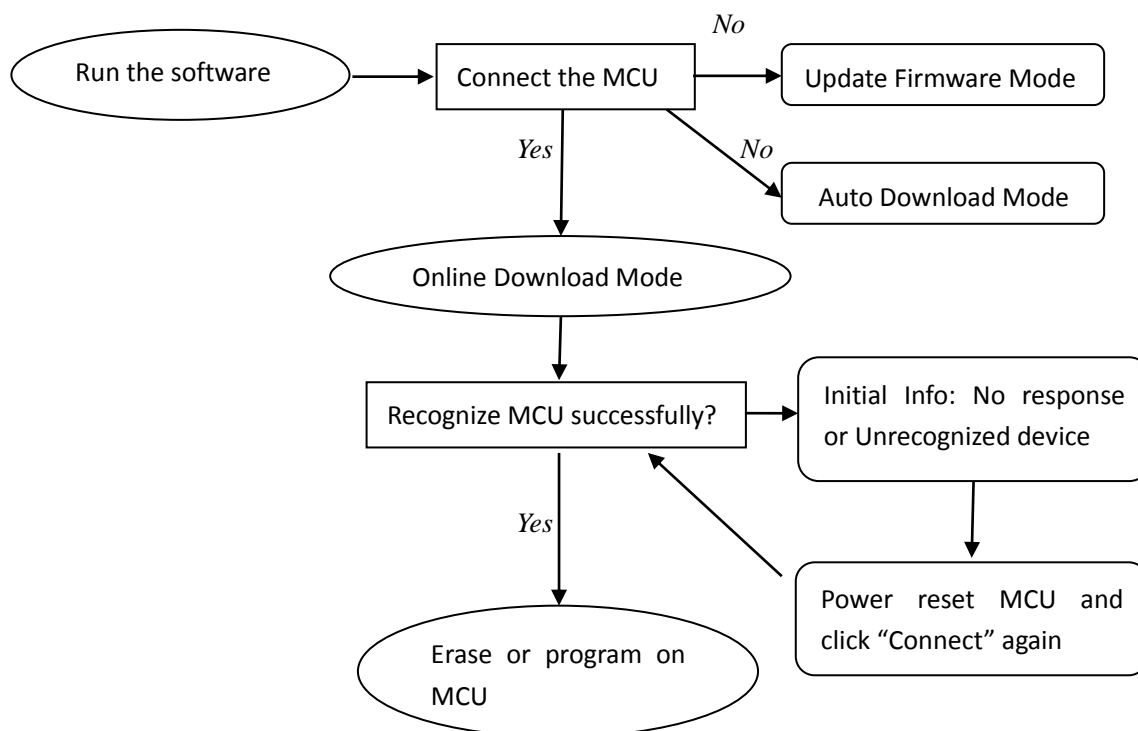 No
Run the software
Connect the MCU
Update Firmware Mode
Yes
No
Auto Download Mode
Online Download Mode
Recognize MCU successfully?
Initial Info: No response
or Unrecognized device
Yes
Power reset MCU and
click “Connect” again
Erase or program on
MCU